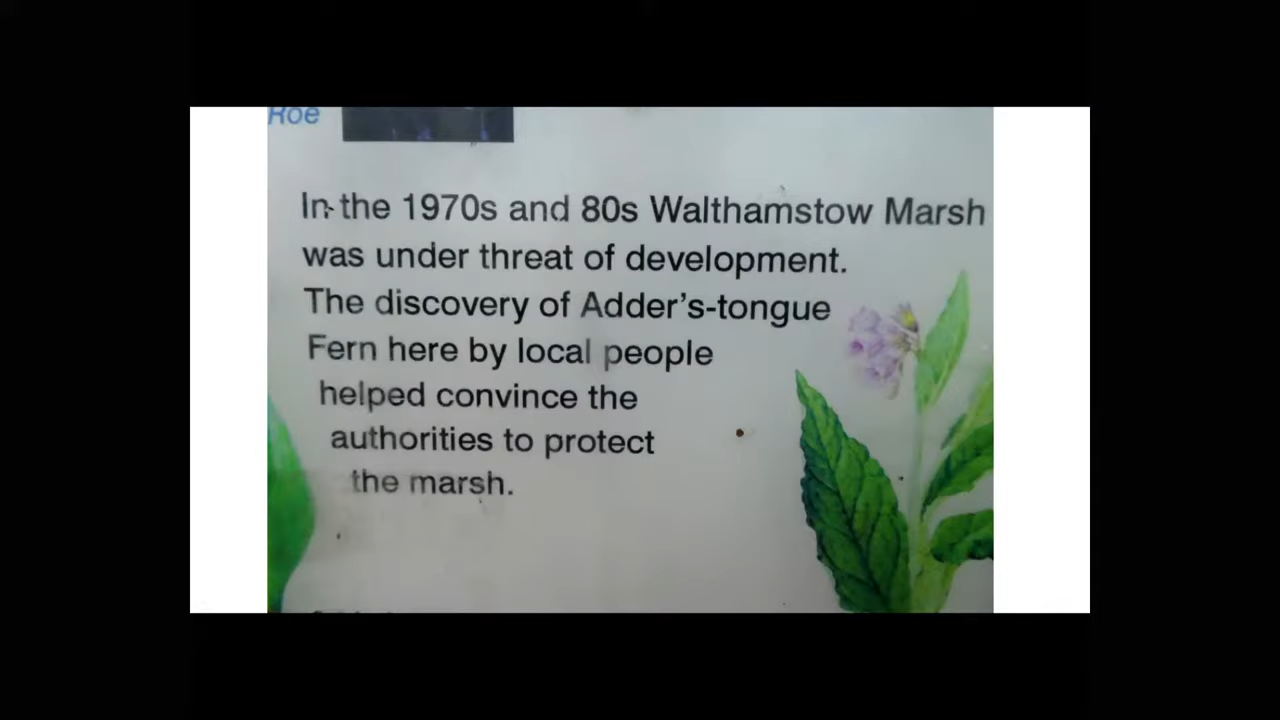 Roe
In the 1970s and 80s Walthamstow Marsh
was under threat of development.
The discovery of Adder's-tongue
Fern here by local people
helped convince the
authorities to protect
the marsh.